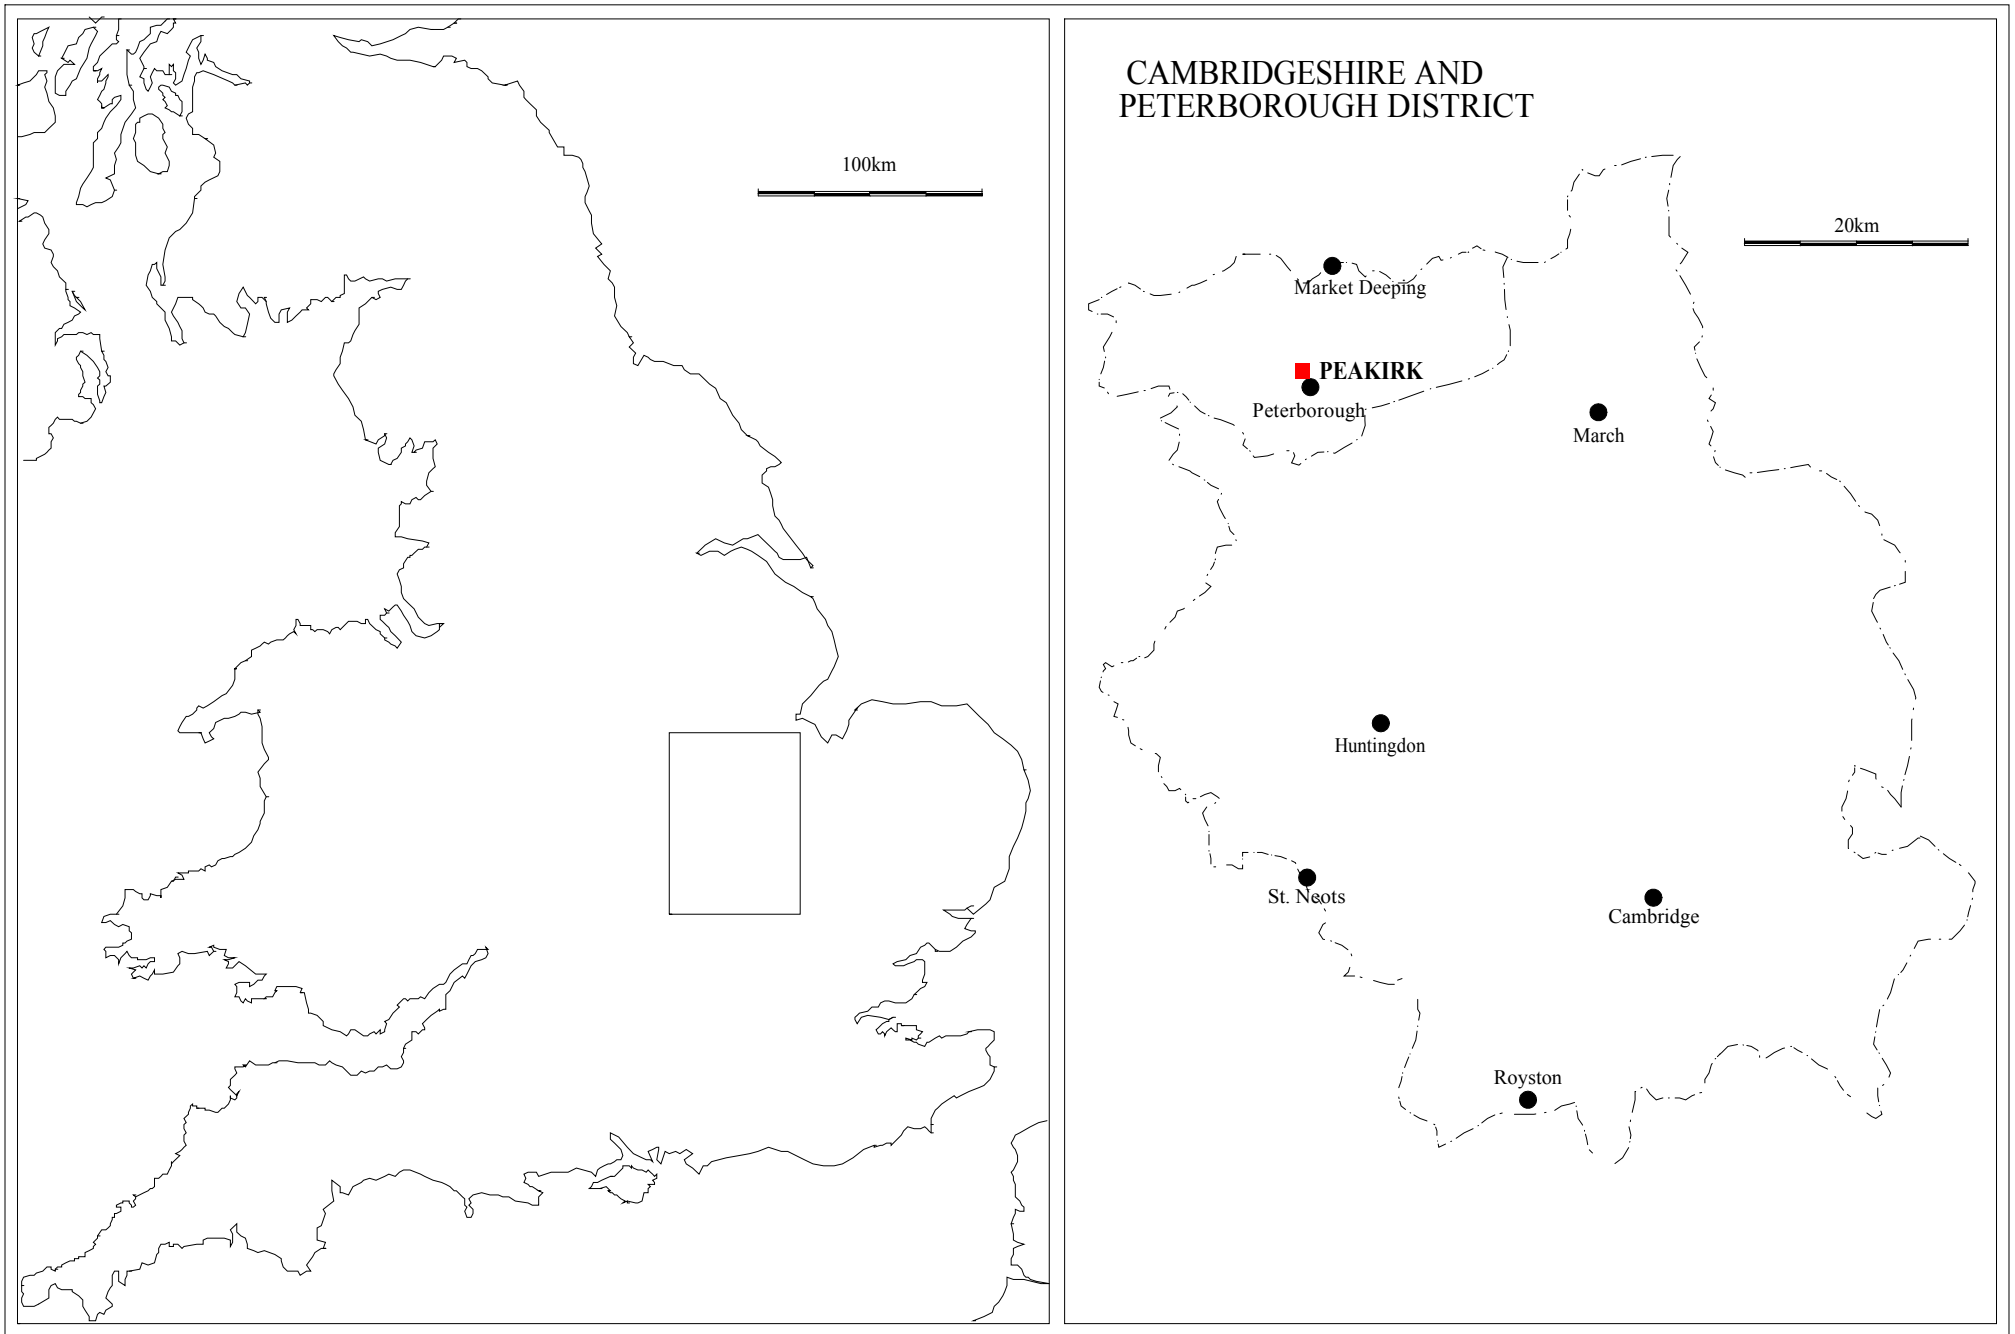 100km
CAMBRIDGESHIRE AND
PETERBOROUGH DISTRICT
20km
Market Deeping
PEAKIRK
Peterborough
March
Huntingdon
St. Neots
Cambridge
Royston